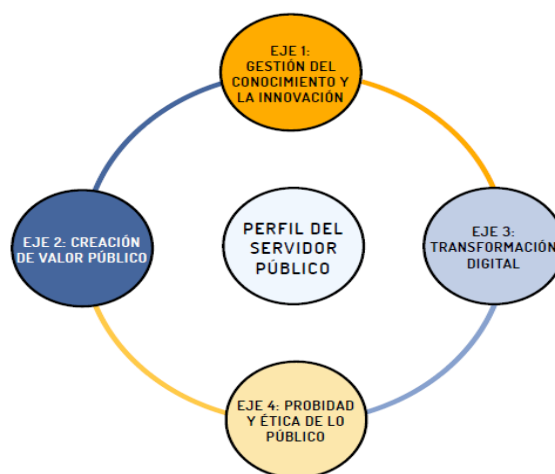 EJE 1:
GESTIÓN DEL
CONOCIMIENTO Y
LA INNOVACIÓN
EJE 2: CREACIÓN
DE VALOR PÚBLICO
PERFIL DEL
SERVIDOR
PÚBLICO
EJE 3:
TRANSFORMACIÓN
DIGITAL
EJE 4: PROBIDAD
Y ÉTICA DE LO
PÚBLICO